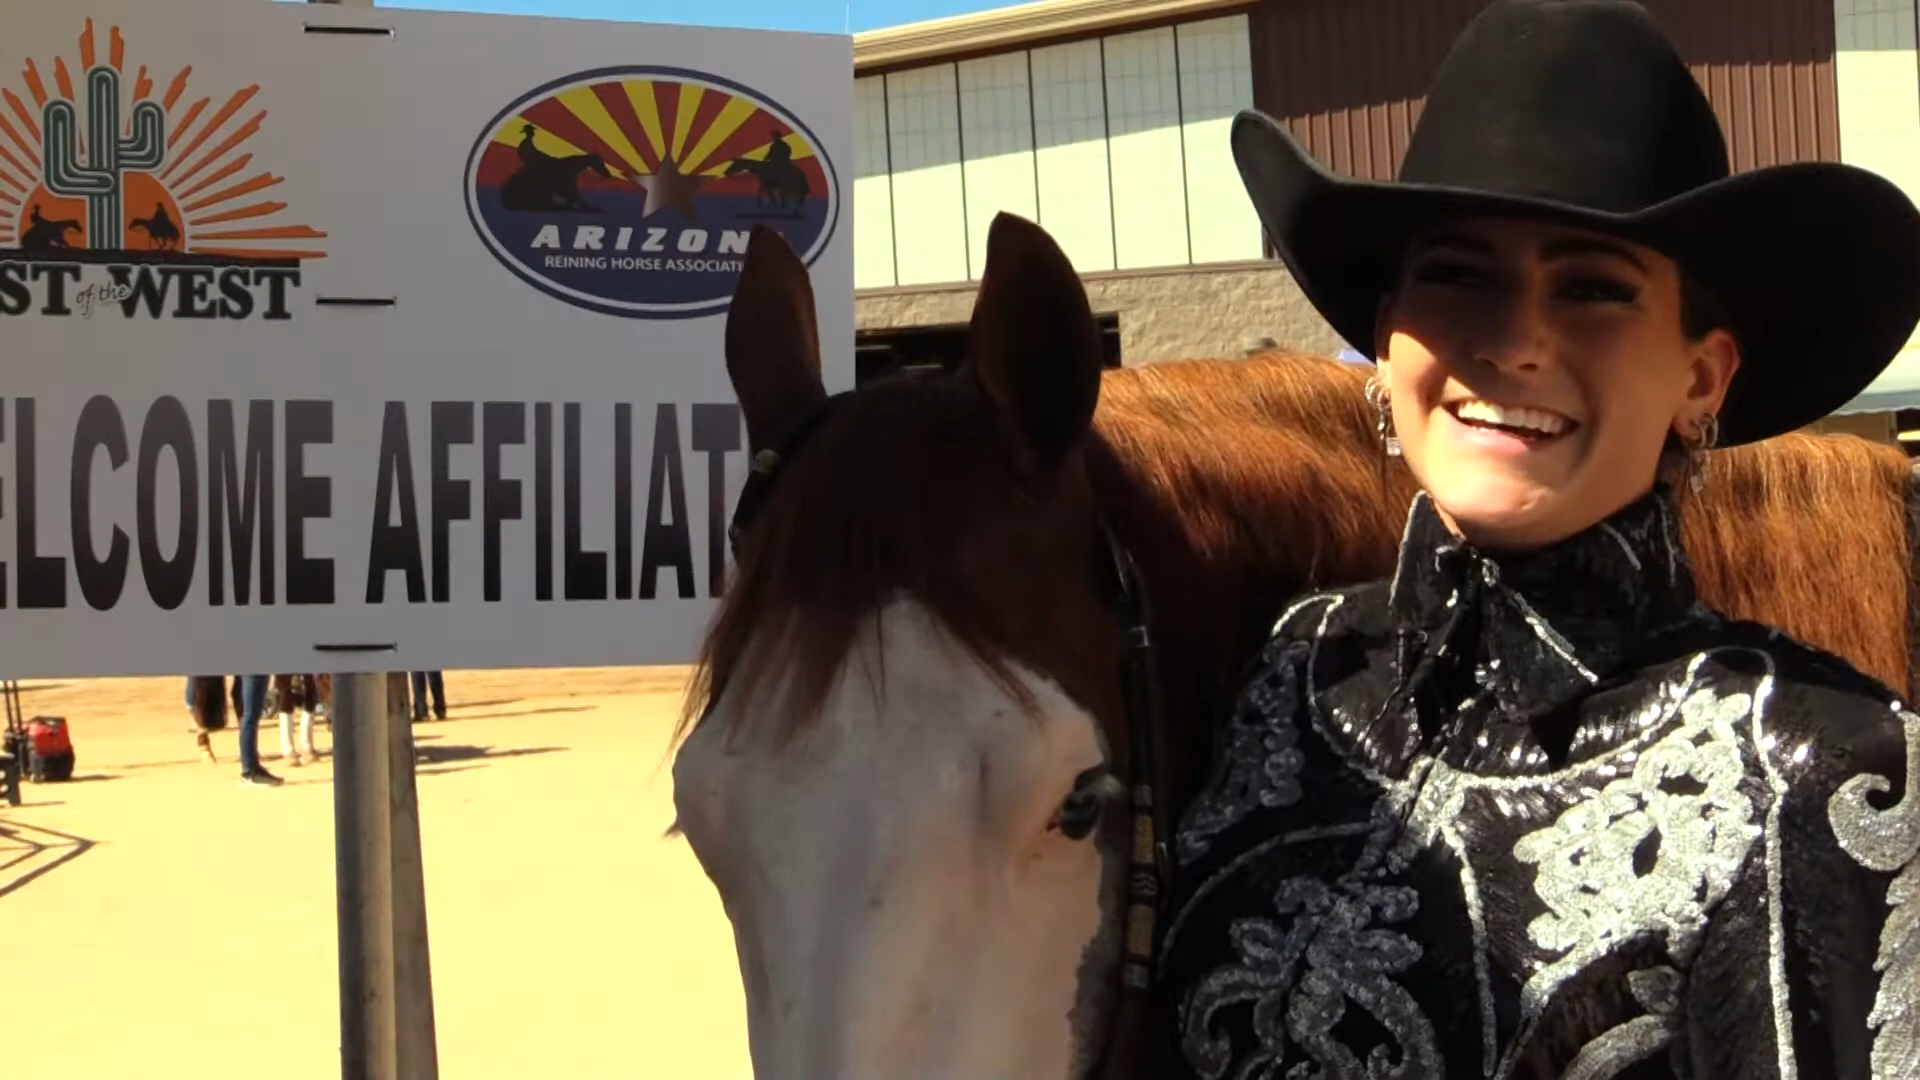 ST of the WEST
ARIZON
REINING HORSE ASSOCIATI
ELCOME AFFILIAT